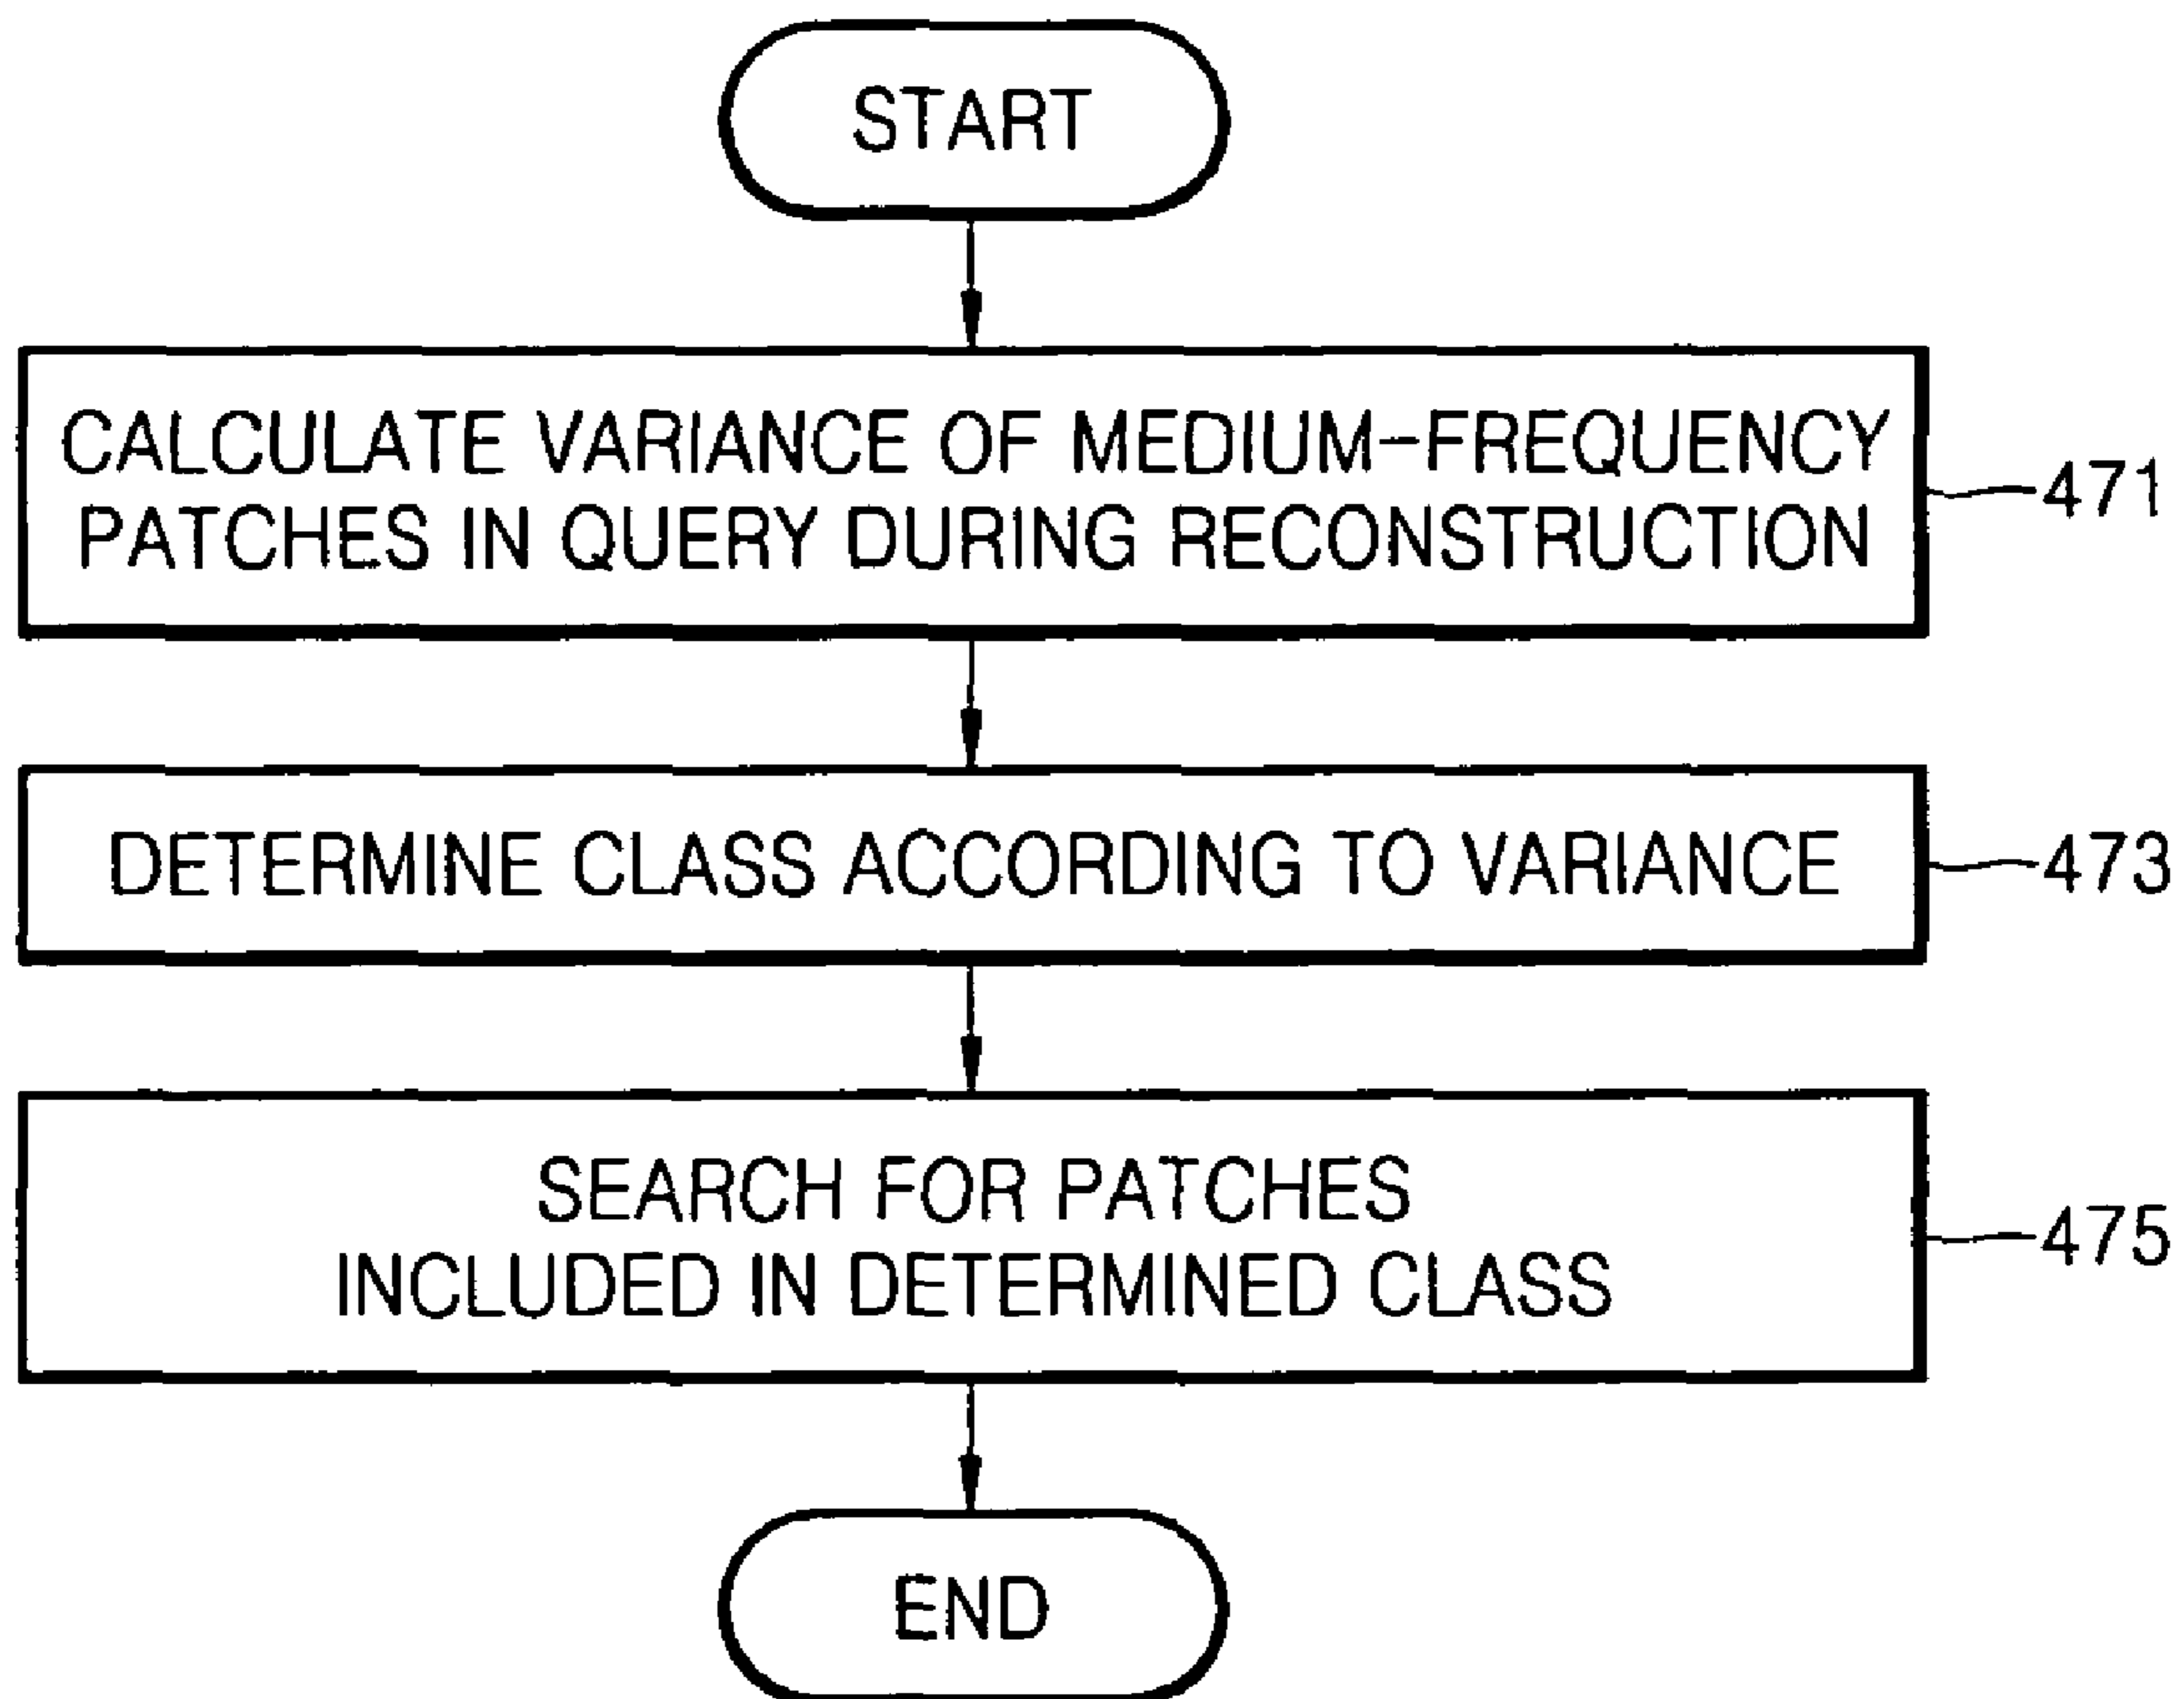 START
CALCULATE VARIANCE OF MEDIUM-FREQUENCY
PATCHES IN QUERY DURING RECONSTRUCTION
471
DETERMINE CLASS ACCORDING TO VARIANCE
473
SEARCH FOR PATCHES
INCLUDED IN DETERMINED CLASS
475
END